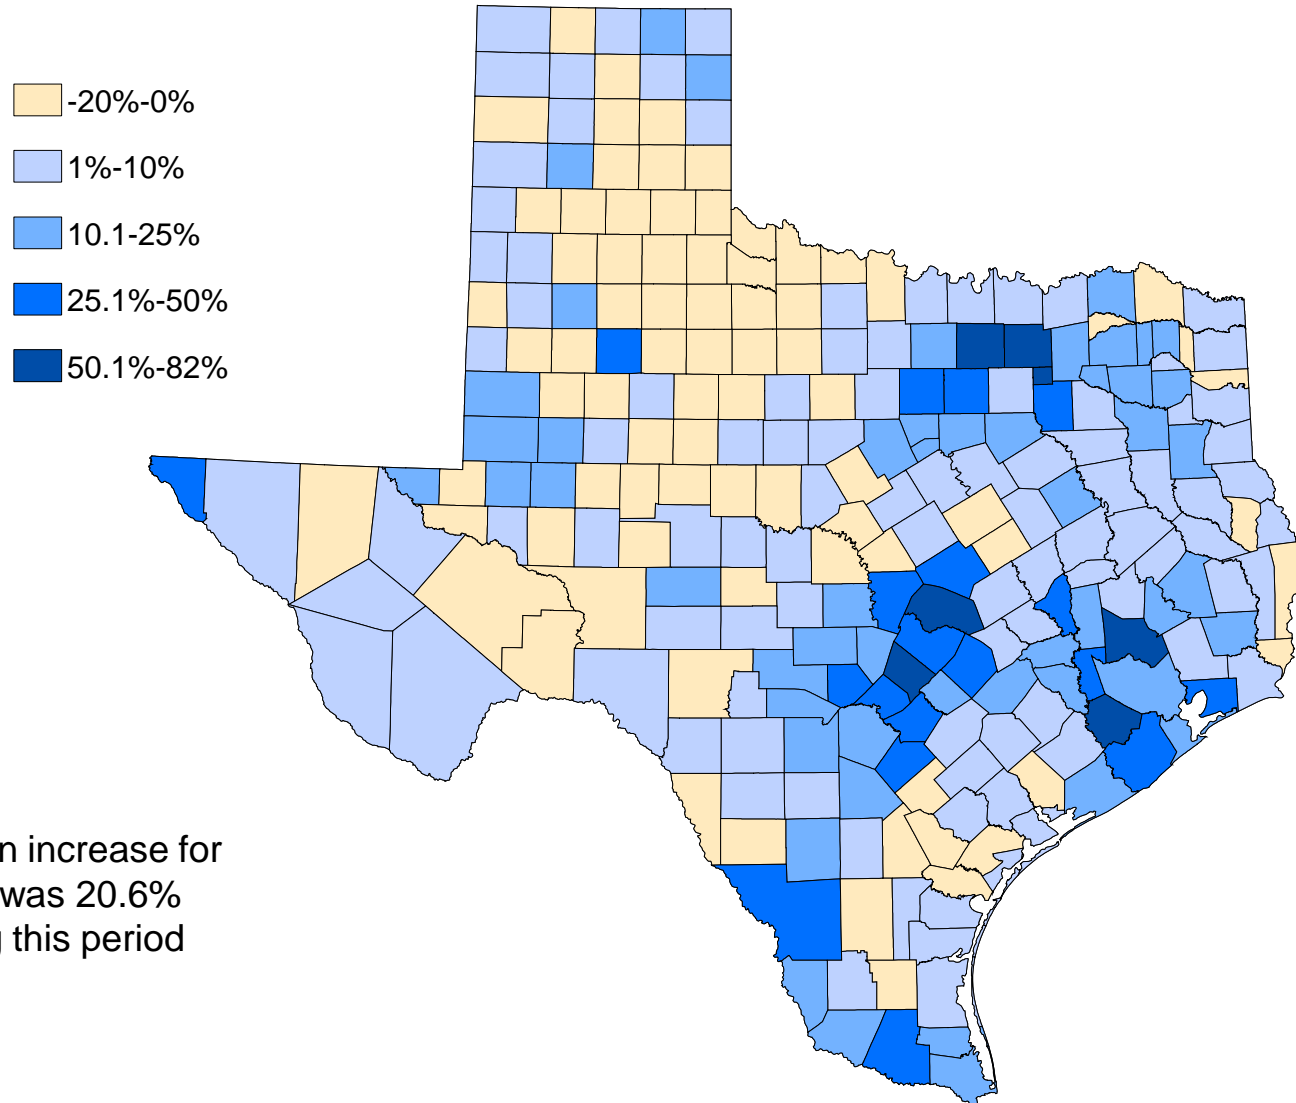 -20%-0%
1%-10%
10.1-25%
25.1%-50%
50.1%-82%
n increase for
was 20.6%
this period